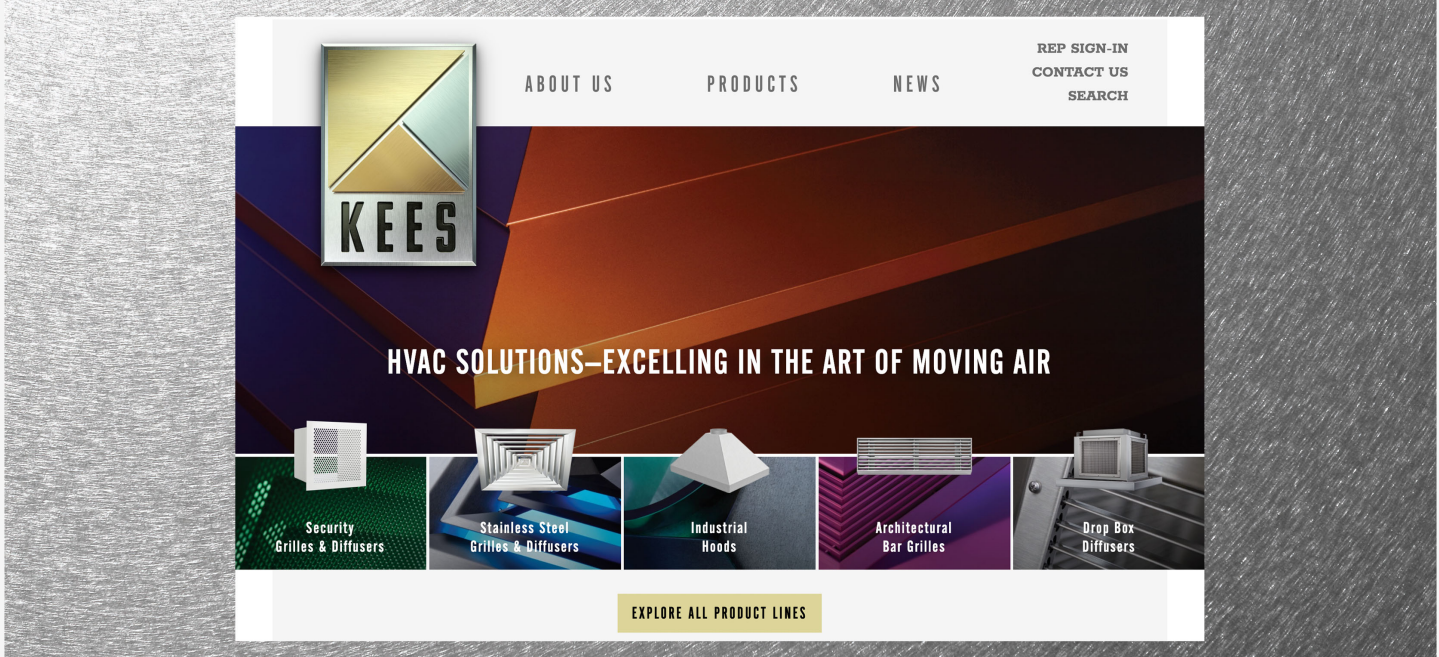 KEES
ABOUT US
PRODUCTS
NEWS
REP SIGN-IN
CONTACT US
SEARCH
HVAC SOLUTIONS–EXCELLING IN THE ART OF MOVING AIR
Security
Grilles & Diffusers
Stainless Steel
Grilles & Diffusers
Industrial
Hoods
Architectural
Bar Grilles
Drop Box
Diffusers
EXPLORE ALL PRODUCT LINES